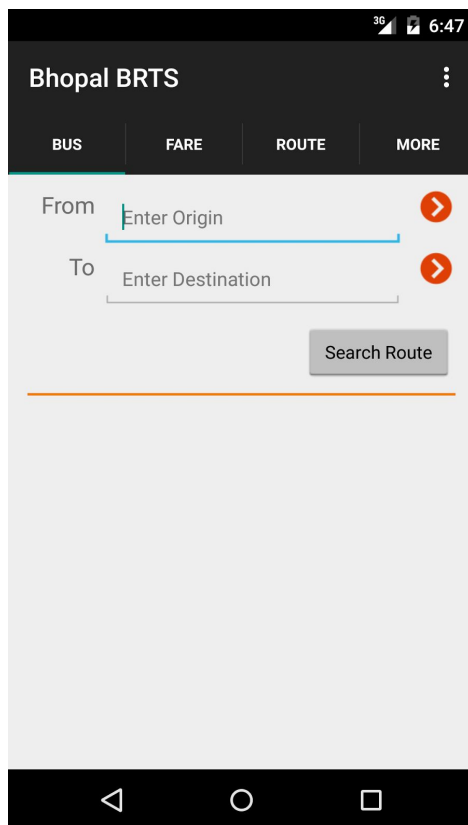 3G 6:47
Bhopal BRTS
BUS FARE ROUTE MORE
From Enter Origin
To Enter Destination
Search Route